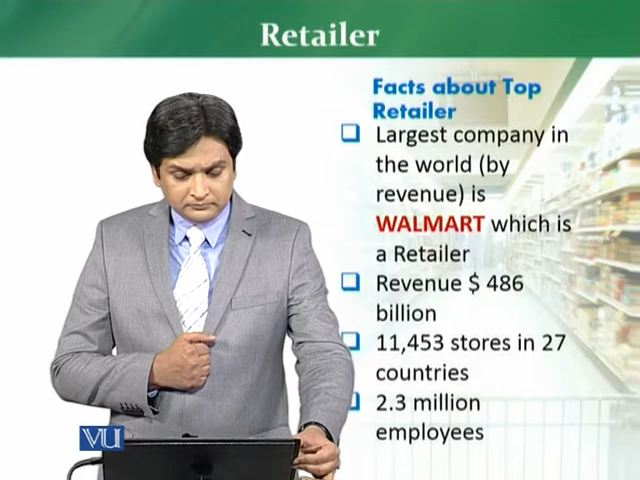 Retailer
Facts about Top
Retailer
Largest company in
the world (by
revenue) is
WALMART which is
a Retailer
Revenue $ 486
billion
11,453 stores in 27
countries
2.3 million
employees
VU